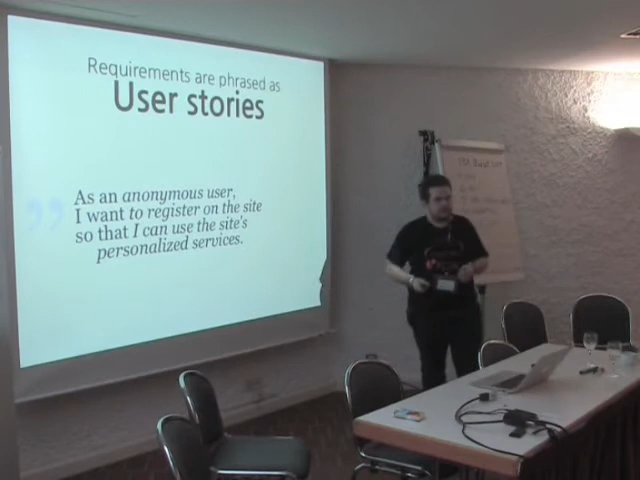 Requirements are phrased as
User stories
As an anonymous user,
I want to register on the site
so that I can use the site's
personalized services.